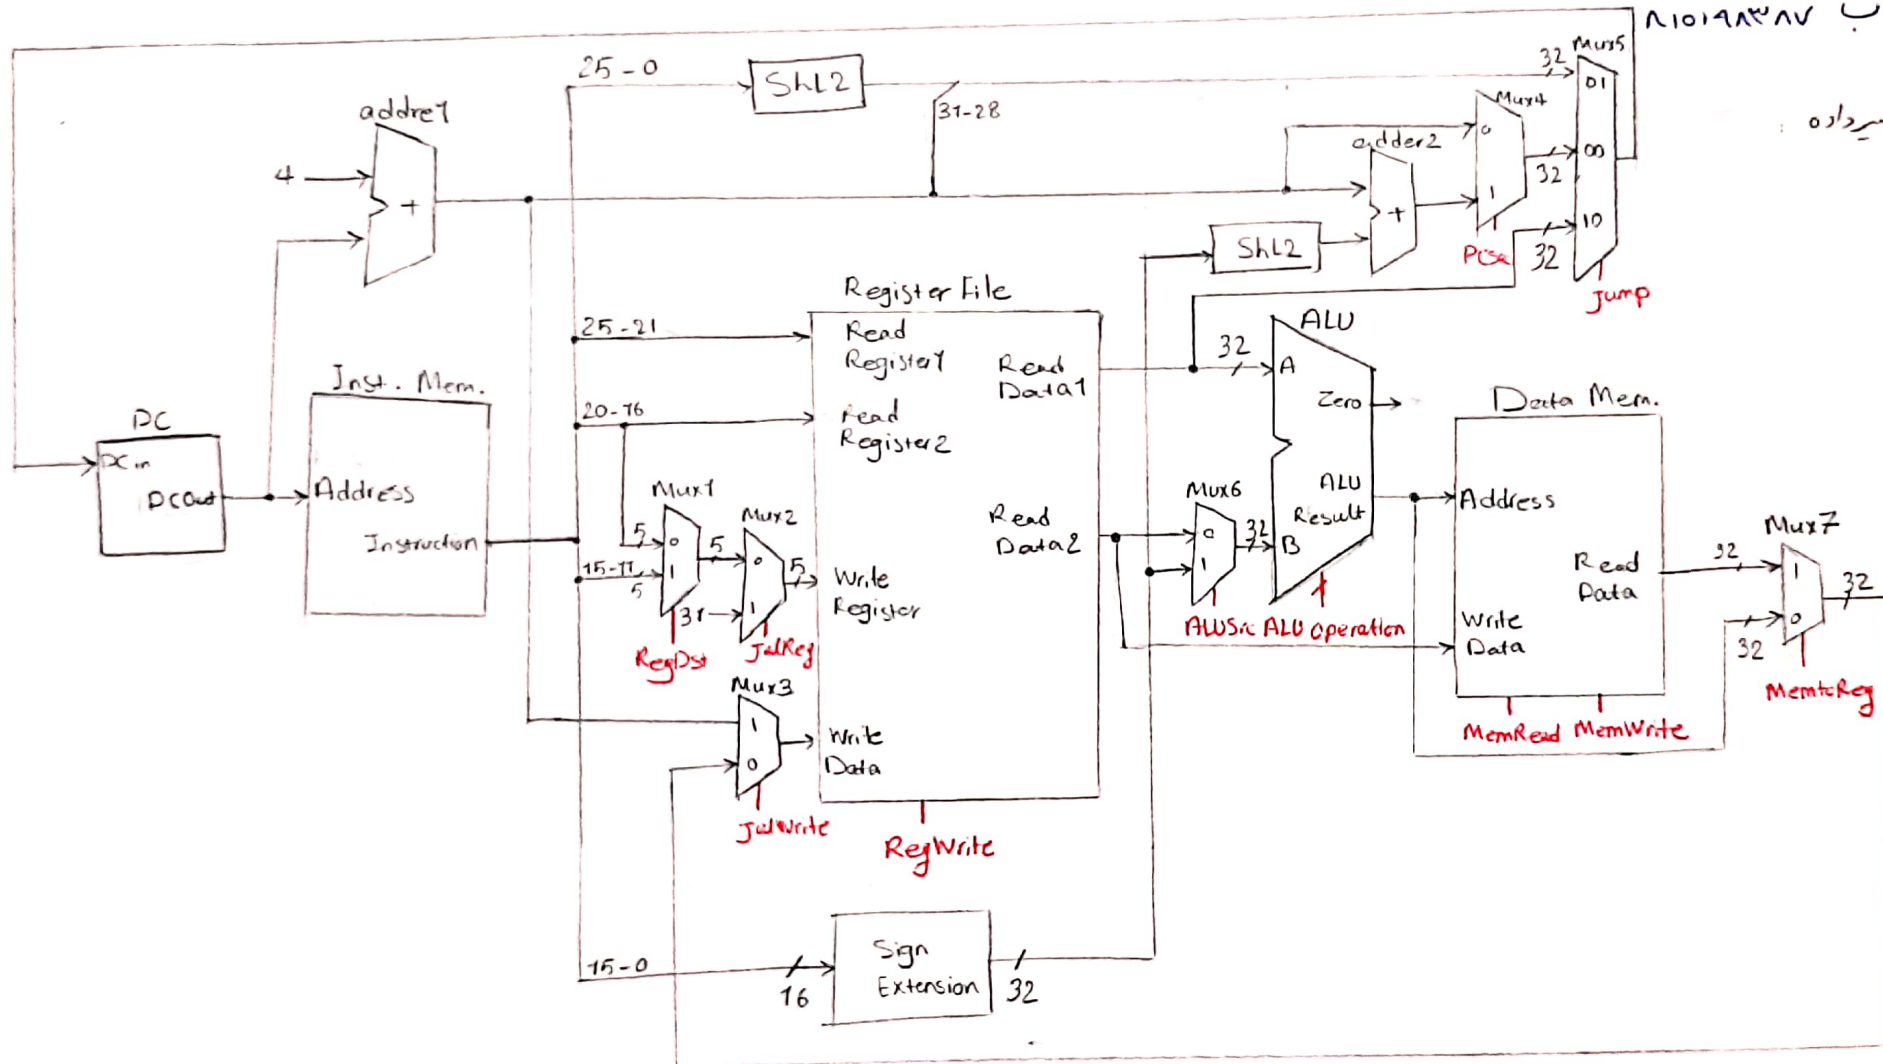 ب ۸۱۰۱۹۸۳۸۷
Mux5
25-0
ShL2
32
01
31-28
addre1
4
+
Mux4
0
1
32
00
adder2
+
10
32
ShL2
Jump
Register File
25-21
Read
Register1
Read
Data1
32
ALU
A
Zero
Inst. Mem.
20-16
Read
Register2
Data Mem.
DC
DCin
DCOut
Address
Instruction
Mux1
5
0
15-11
5
1
5
RegDst
Mux2
0
31
1
5
JalReg
Write
Register
Read
Data2
Mux6
0
1
32
B
ALU
Result
ALUSrc ALU operation
Address
Read
Data
Write
Data
MemRead MemWrite
Mux7
32
1
0
32
32
MemtoReg
Mux3
1
0
JalWrite
Write
Data
RegWrite
15-0
16
Sign
Extension
32